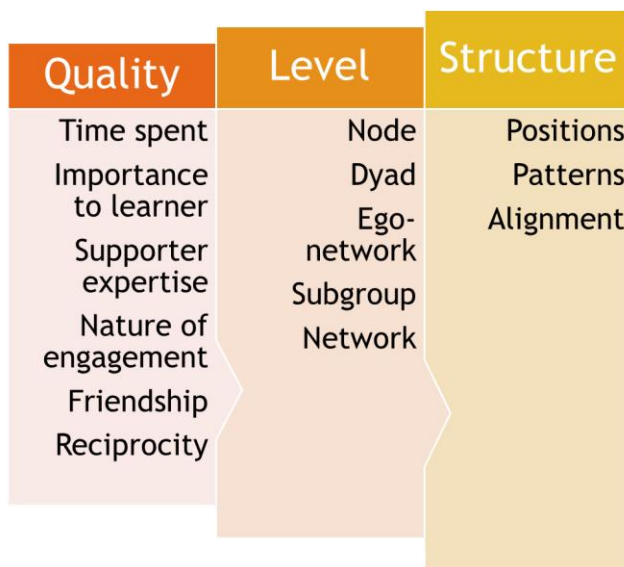 Quality
Time spent
Importance
to learner
Supporter
expertise
Nature of
engagement
Friendship
Reciprocity
Level
Node
Dyad
Ego-
network
Subgroup
Network
Structure
Positions
Patterns
Alignment